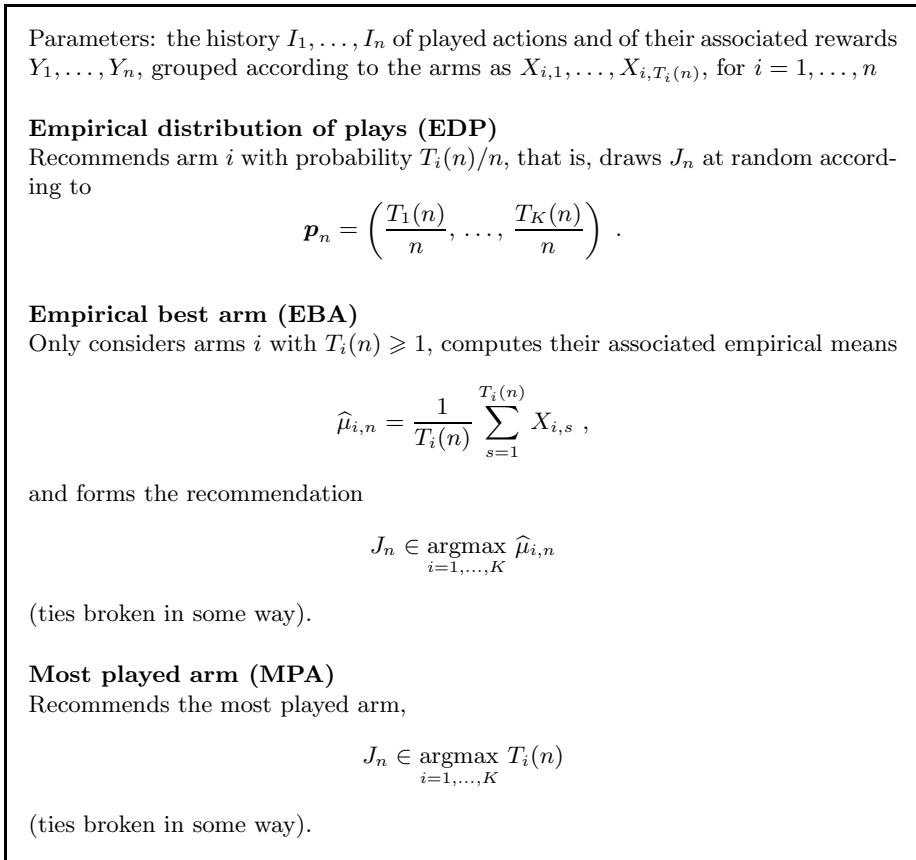 Parameters: the history I₁, . . . , Iₙ of played actions and of their associated rewards
Y₁, . . . , Yₙ, grouped according to the arms as X_{i,1}, . . . , X_{i,T_i(n)}, for i = 1, . . . , n
Empirical distribution of plays (EDP)
Recommends arm i with probability T_i(n)/n, that is, draws J_n at random accord-
ing to
p_n = ( T_1(n)/n, . . . , T_K(n)/n ) .
Empirical best arm (EBA)
Only considers arms i with T_i(n) ⩾ 1, computes their associated empirical means
μ̂_{i,n} = 1/T_i(n) ∑_{s=1}^{T_i(n)} X_{i,s} ,
and forms the recommendation
J_n ∈ argmax_{i=1,...,K} μ̂_{i,n}
(ties broken in some way).
Most played arm (MPA)
Recommends the most played arm,
J_n ∈ argmax_{i=1,...,K} T_i(n)
(ties broken in some way).